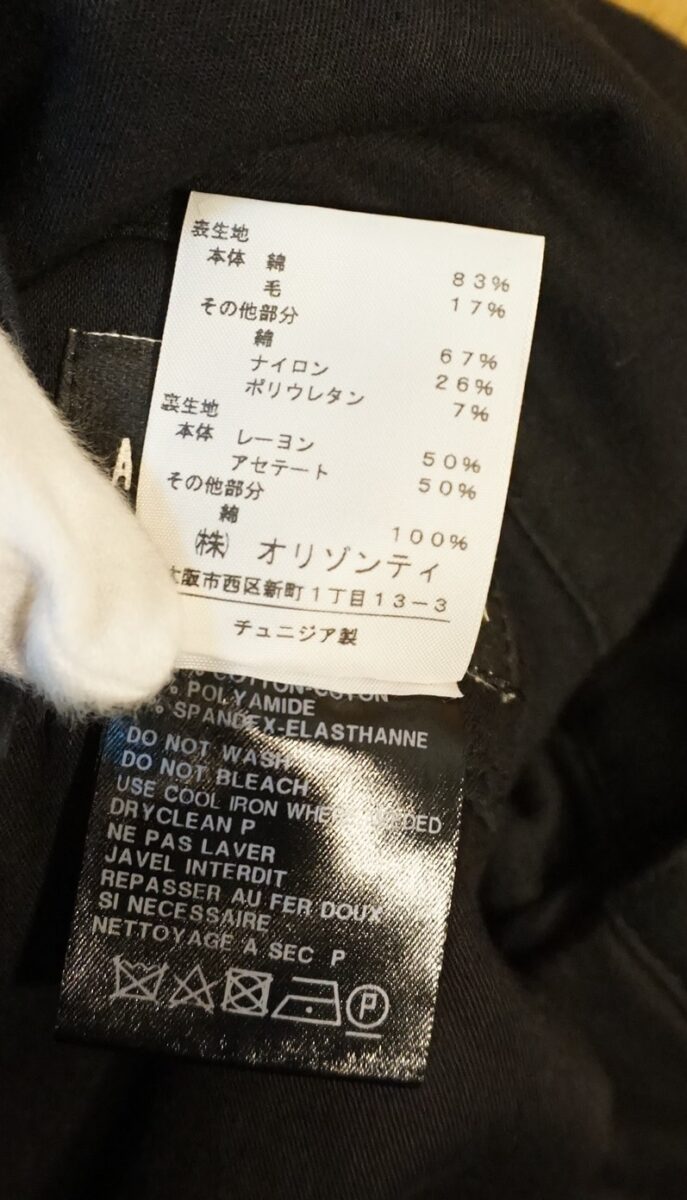 表生地
本体 綿 83%
毛 17%
その他部分
綿 67%
ナイロン 26%
ポリウレタン 7%
裏生地
本体 レーヨン 50%
アセテート 50%
その他部分
綿 100%
㈱ オリゾンティ
大阪市西区新町1丁目13-3
チュニジア製
A
% COTTON-COTON
% POLYAMIDE
% SPANDEX-ELASTHANNE
DO NOT WASH
DO NOT BLEACH
USE COOL IRON WHEN NEEDED
DRYCLEAN P
NE PAS LAVER
JAVEL INTERDIT
REPASSER AU FER DOUX
SI NECESSAIRE
NETTOYAGE A SEC P
P